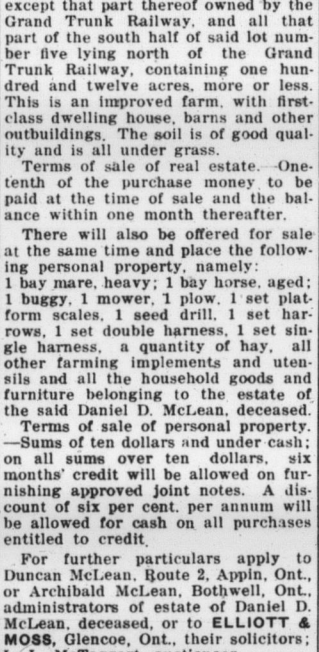 except that part thereof owned by the
Grand Trunk Railway, and all that
part of the south half of said lot num-
ber five lying north of the Grand
Trunk Railway, containing one hun-
dred and twelve acres, more or less.
This is an improved farm, with first-
class dwelling house, barns and other
outbuildings. The soil is of good qual-
ity and is all under grass.
Terms of sale of real estate.—One-
tenth of the purchase money to be
paid at the time of sale and the bal-
ance within one month thereafter.
There will also be offered for sale
at the same time and place the follow-
ing personal property, namely:
1 bay mare, heavy; 1 bay horse, aged;
1 buggy, 1 mower, 1 plow, 1 set plat-
form scales, 1 seed drill, 1 set har-
rows, 1 set double harness, 1 set sin-
gle harness, a quantity of hay, all
other farming implements and uten-
sils and all the household goods and
furniture belonging to the estate of
the said Daniel D. McLean, deceased.
Terms of sale of personal property.
—Sums of ten dollars and under cash;
on all sums over ten dollars, six
months' credit will be allowed on fur-
nishing approved joint notes. A dis-
count of six per cent. per annum will
be allowed for cash on all purchases
entitled to credit.
For further particulars apply to
Duncan McLean, Route 2, Appin, Ont.,
or Archibald McLean, Bothwell, Ont.,
administrators of estate of Daniel D.
McLean, deceased, or to ELLIOTT &
MOSS, Glencoe, Ont., their solicitors;